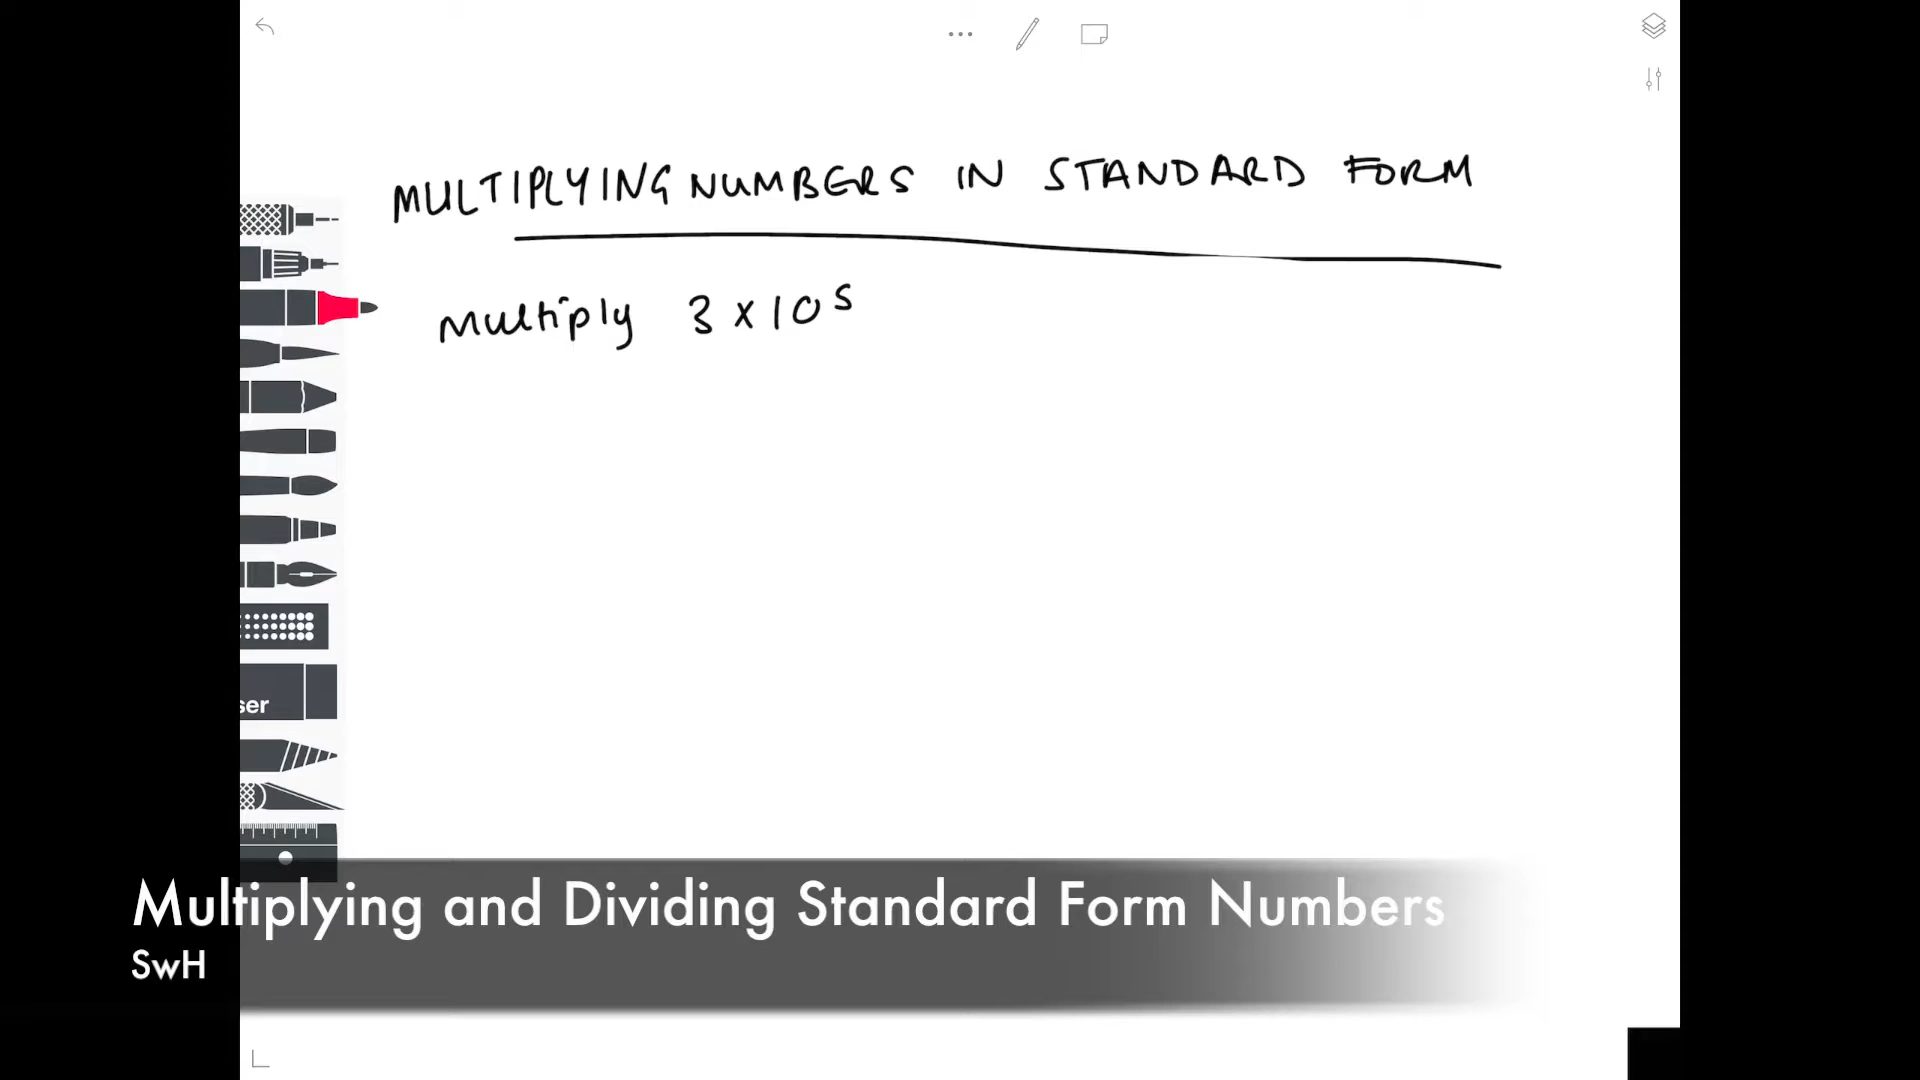 MULTIPLYING NUMBERS IN STANDARD FORM
Multiply 3 x 10⁵
ser
Multiplying and Dividing Standard Form Numbers
SwH